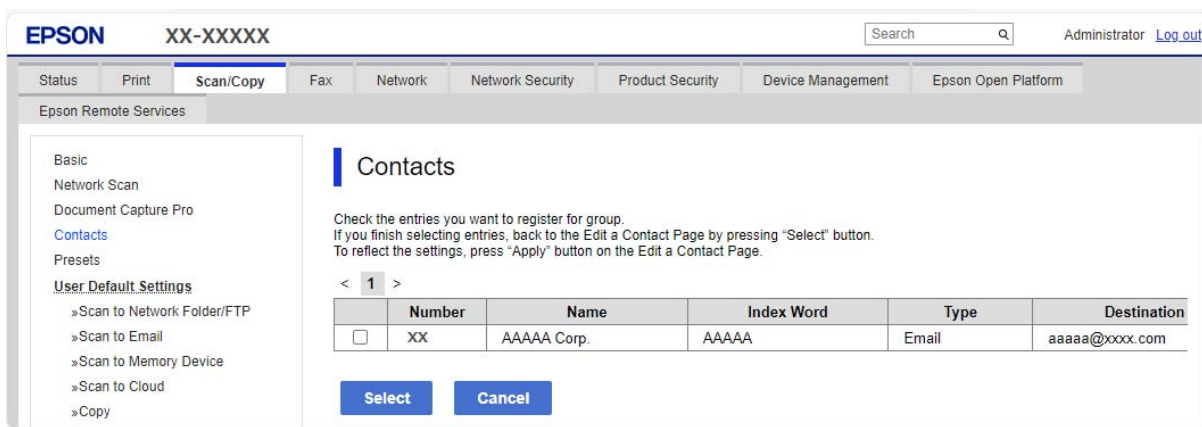 EPSON XX-XXXXX Search Administrator Log out
Status Print Scan/Copy Fax Network Network Security Product Security Device Management Epson Open Platform
Epson Remote Services
Basic
Network Scan
Document Capture Pro
Contacts
Presets
User Default Settings
»Scan to Network Folder/FTP
»Scan to Email
»Scan to Memory Device
»Scan to Cloud
»Copy
Contacts
Check the entries you want to register for group.
If you finish selecting entries, back to the Edit a Contact Page by pressing “Select” button.
To reflect the settings, press “Apply” button on the Edit a Contact Page.
< 1 >
Number Name Index Word Type Destination
XX AAAAA Corp. AAAAA Email aaaaa@xxxx.com
Select Cancel